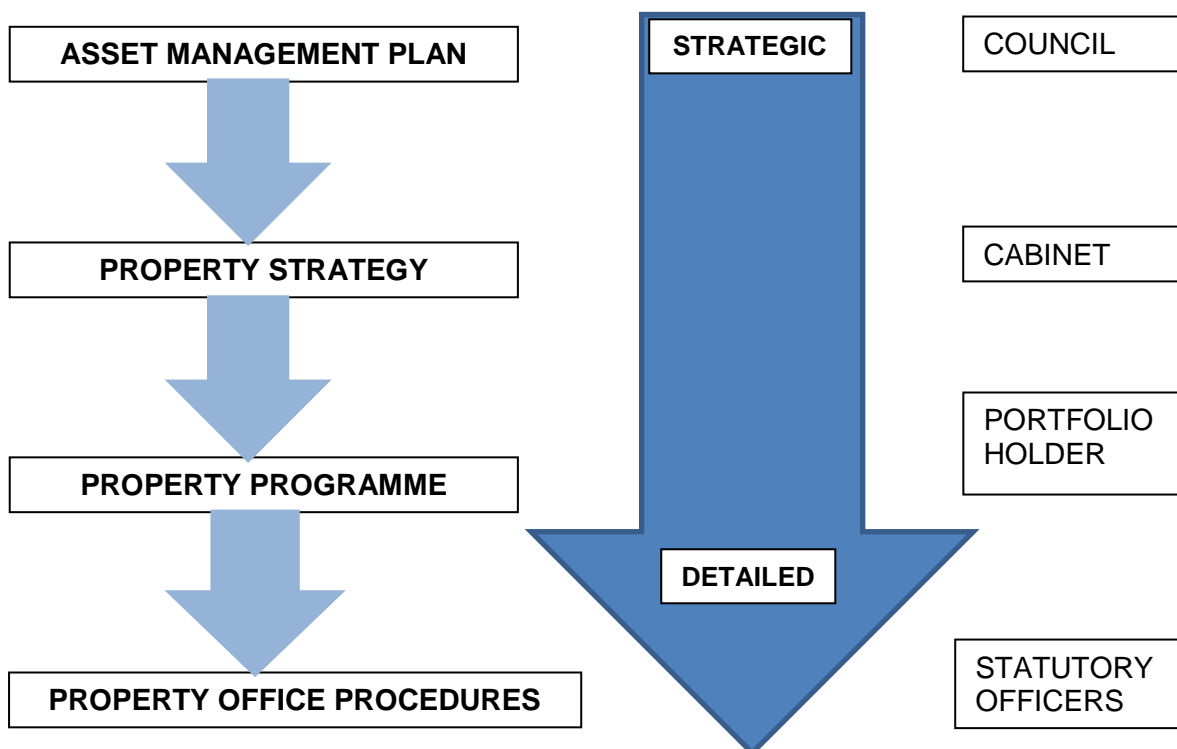 ASSET MANAGEMENT PLAN
STRATEGIC
COUNCIL
PROPERTY STRATEGY
CABINET
PORTFOLIO
HOLDER
PROPERTY PROGRAMME
DETAILED
STATUTORY
OFFICERS
PROPERTY OFFICE PROCEDURES